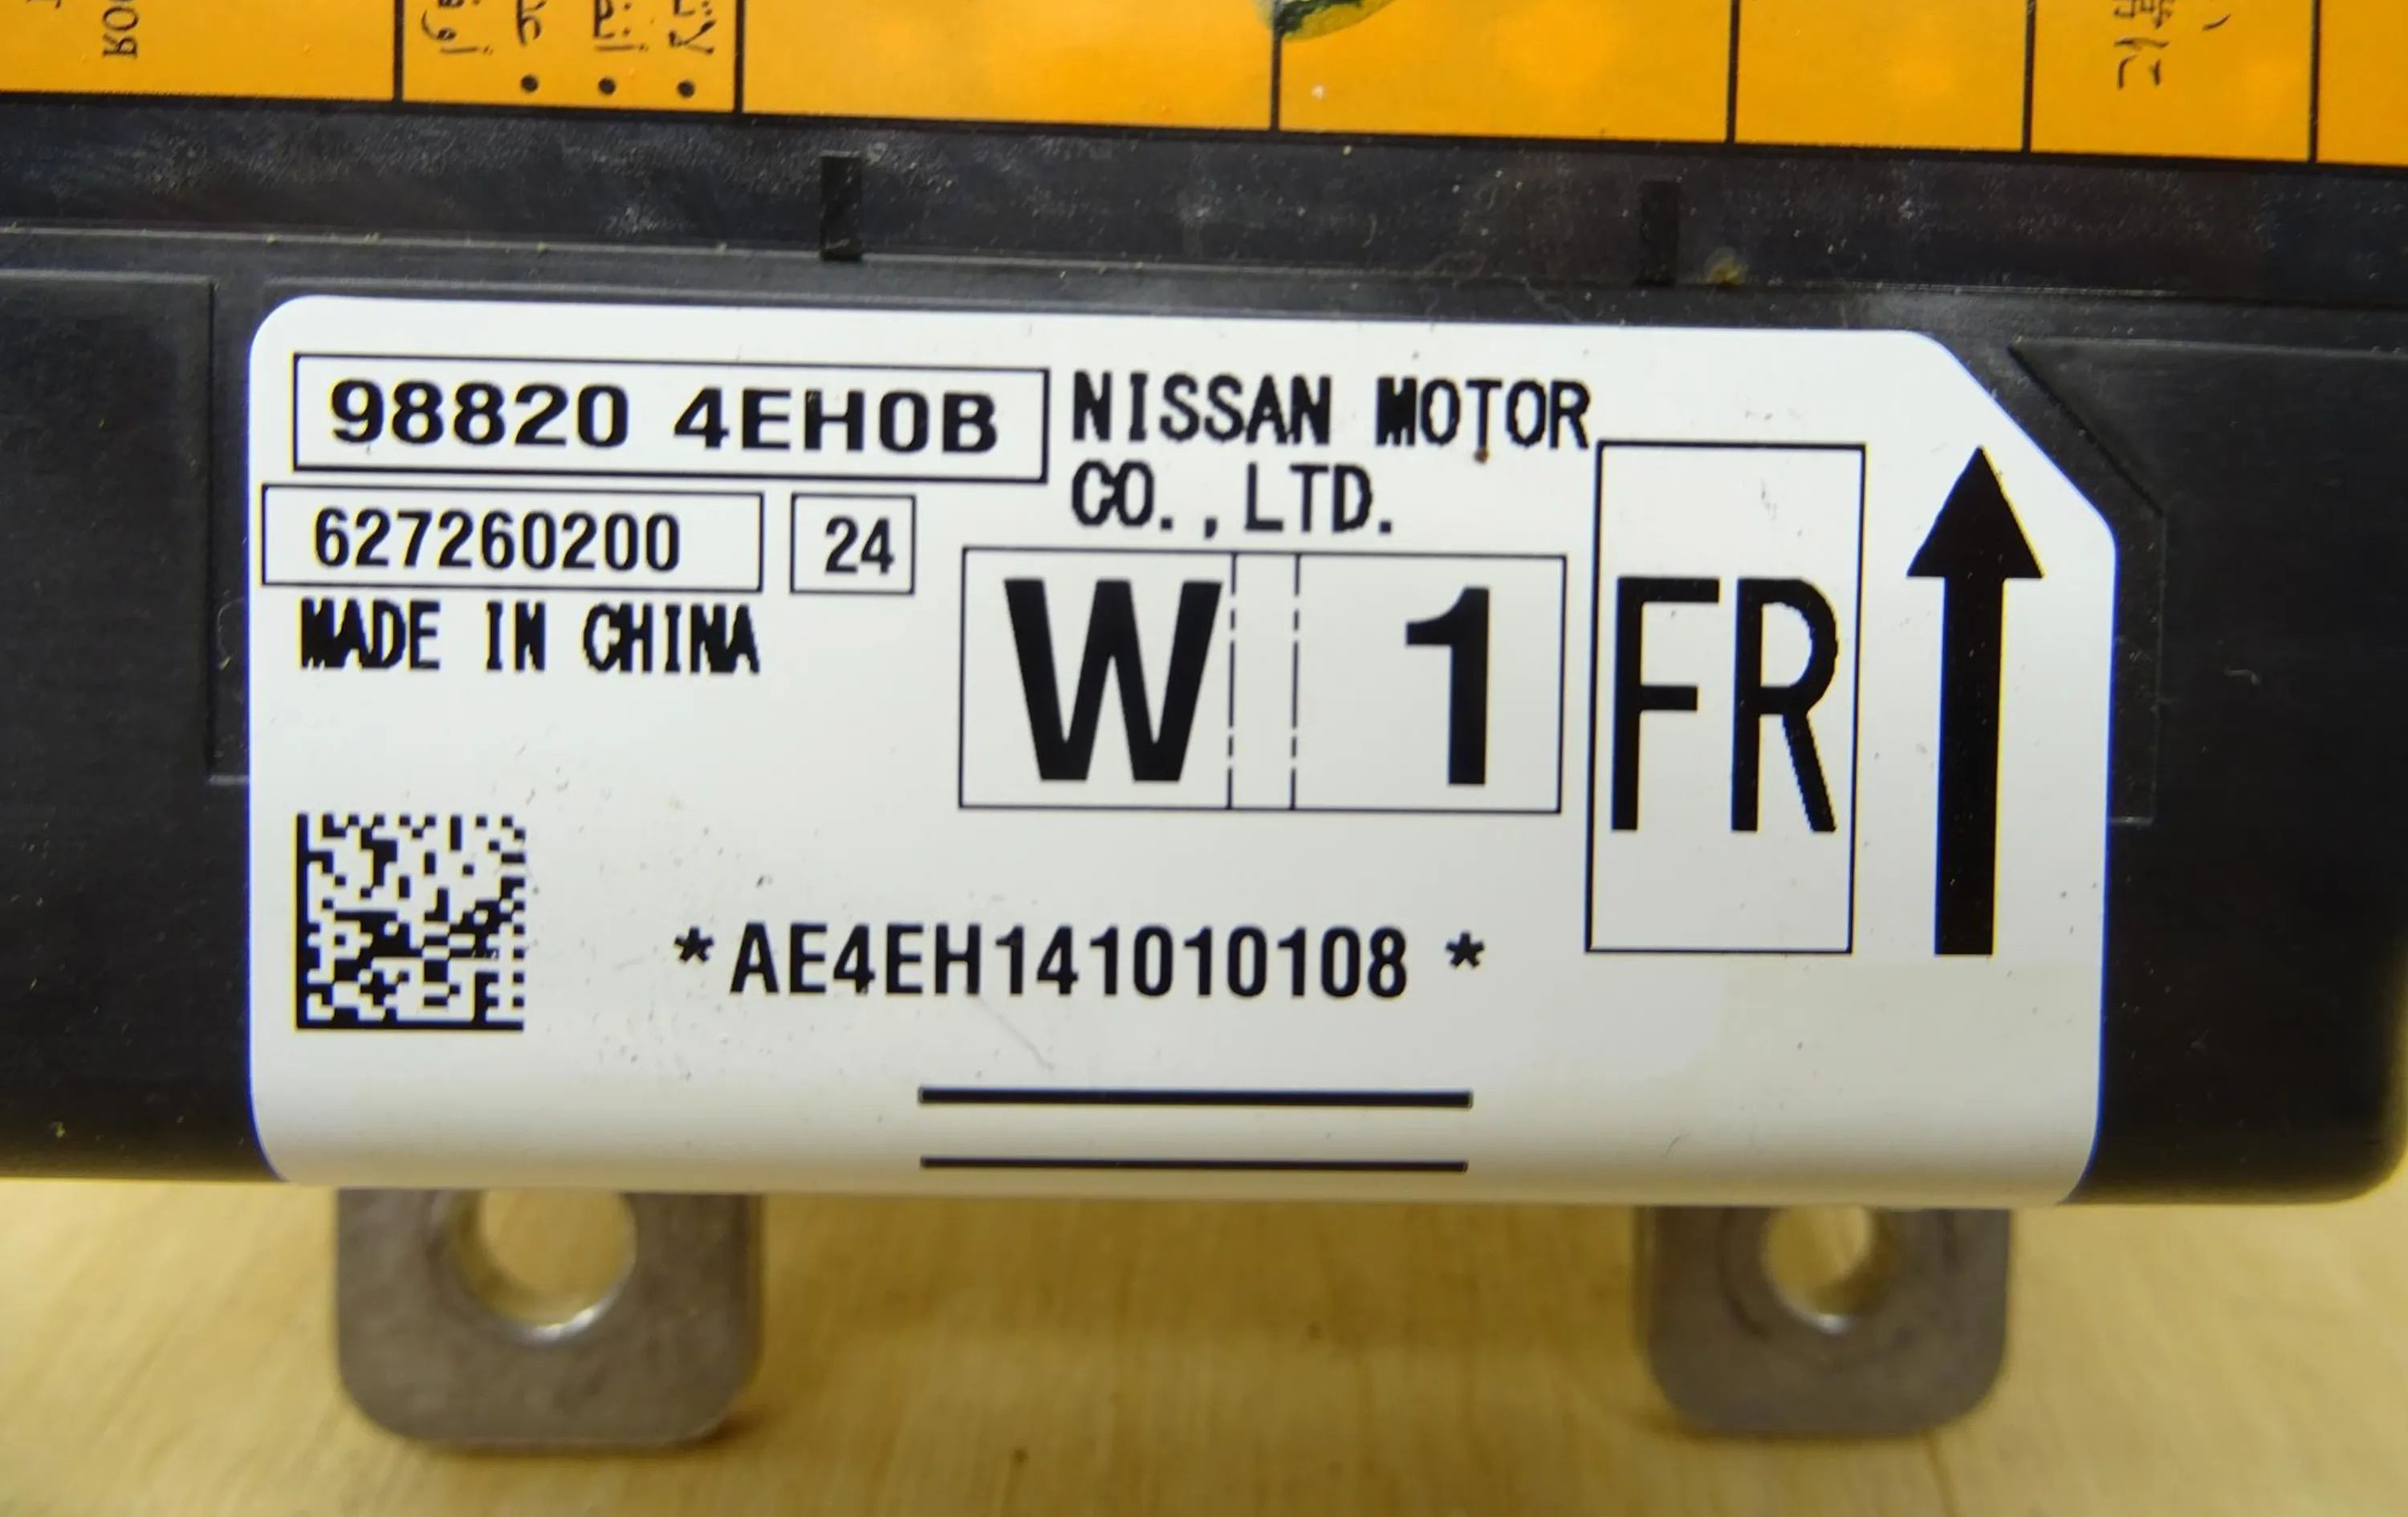 98820 4EH0B
NISSAN MOTOR
CO.,LTD.
627260200
24
MADE IN CHINA
W 1
FR
*AE4EH141010108 *